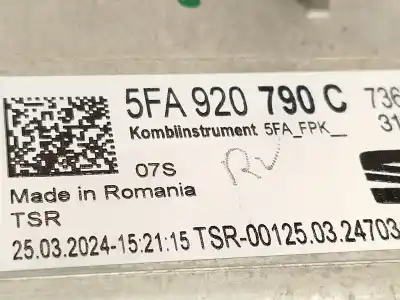 5FA 920 790 C 736
Kombiinstrument 5FA_FPK__ 31
07S
Made in Romania
TSR
25.03.2024-15:21:15 TSR-00125.03.24703